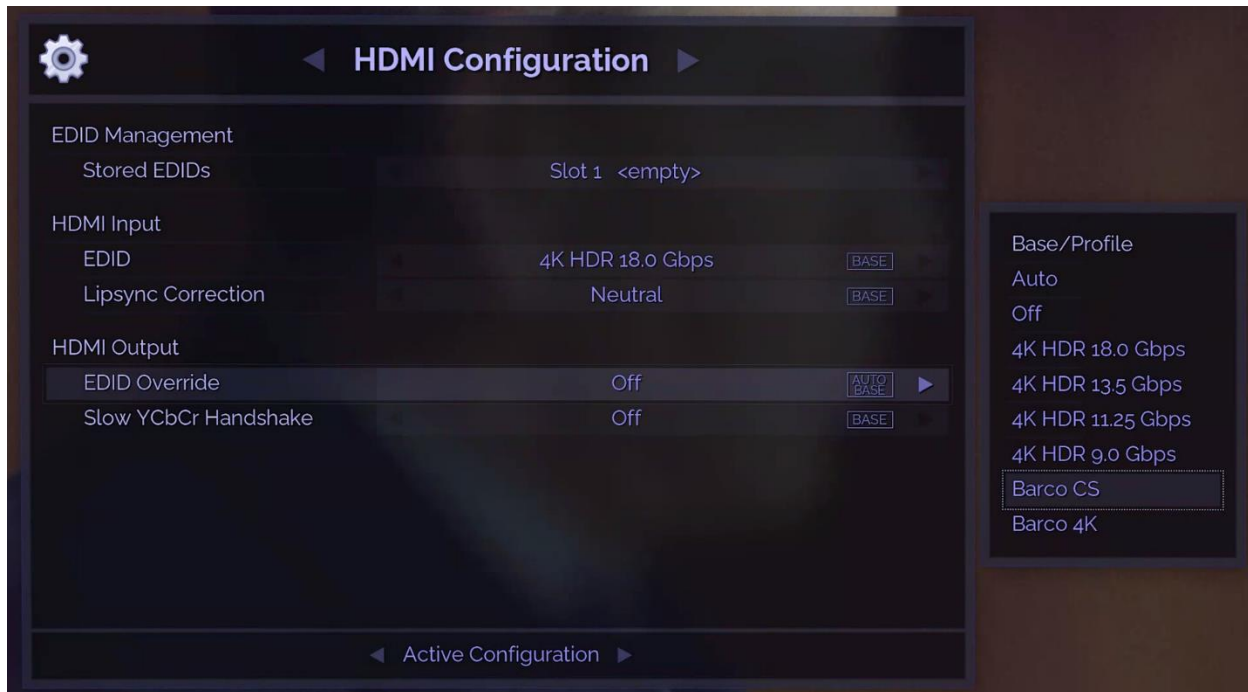 HDMI Configuration
EDID Management
Stored EDIDs Slot 1 <empty>
HDMI Input
EDID 4K HDR 18.0 Gbps BASE
Lipsync Correction Neutral BASE
HDMI Output
EDID Override Off AUTO BASE
Slow YCbCr Handshake Off BASE
Active Configuration
Base/Profile
Auto
Off
4K HDR 18.0 Gbps
4K HDR 13.5 Gbps
4K HDR 11.25 Gbps
4K HDR 9.0 Gbps
Barco CS
Barco 4K